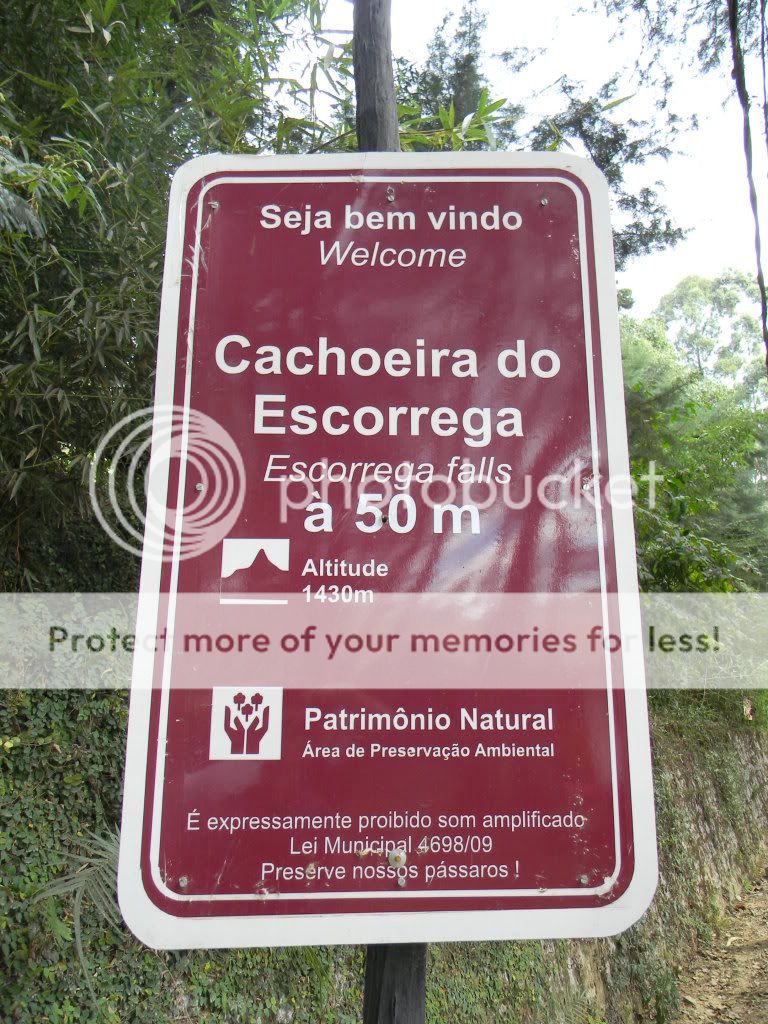 Seja bem vindo
Welcome
Cachoeira do
Escorrega
Escorrega falls
photobucket
à 50 m
Altitude
1430m
Protect more of your memories for less!
Patrimônio Natural
Área de Preservação Ambiental
É expressamente proibido som amplificado
Lei Municipal 4698/09
Preserve nossos pássaros !